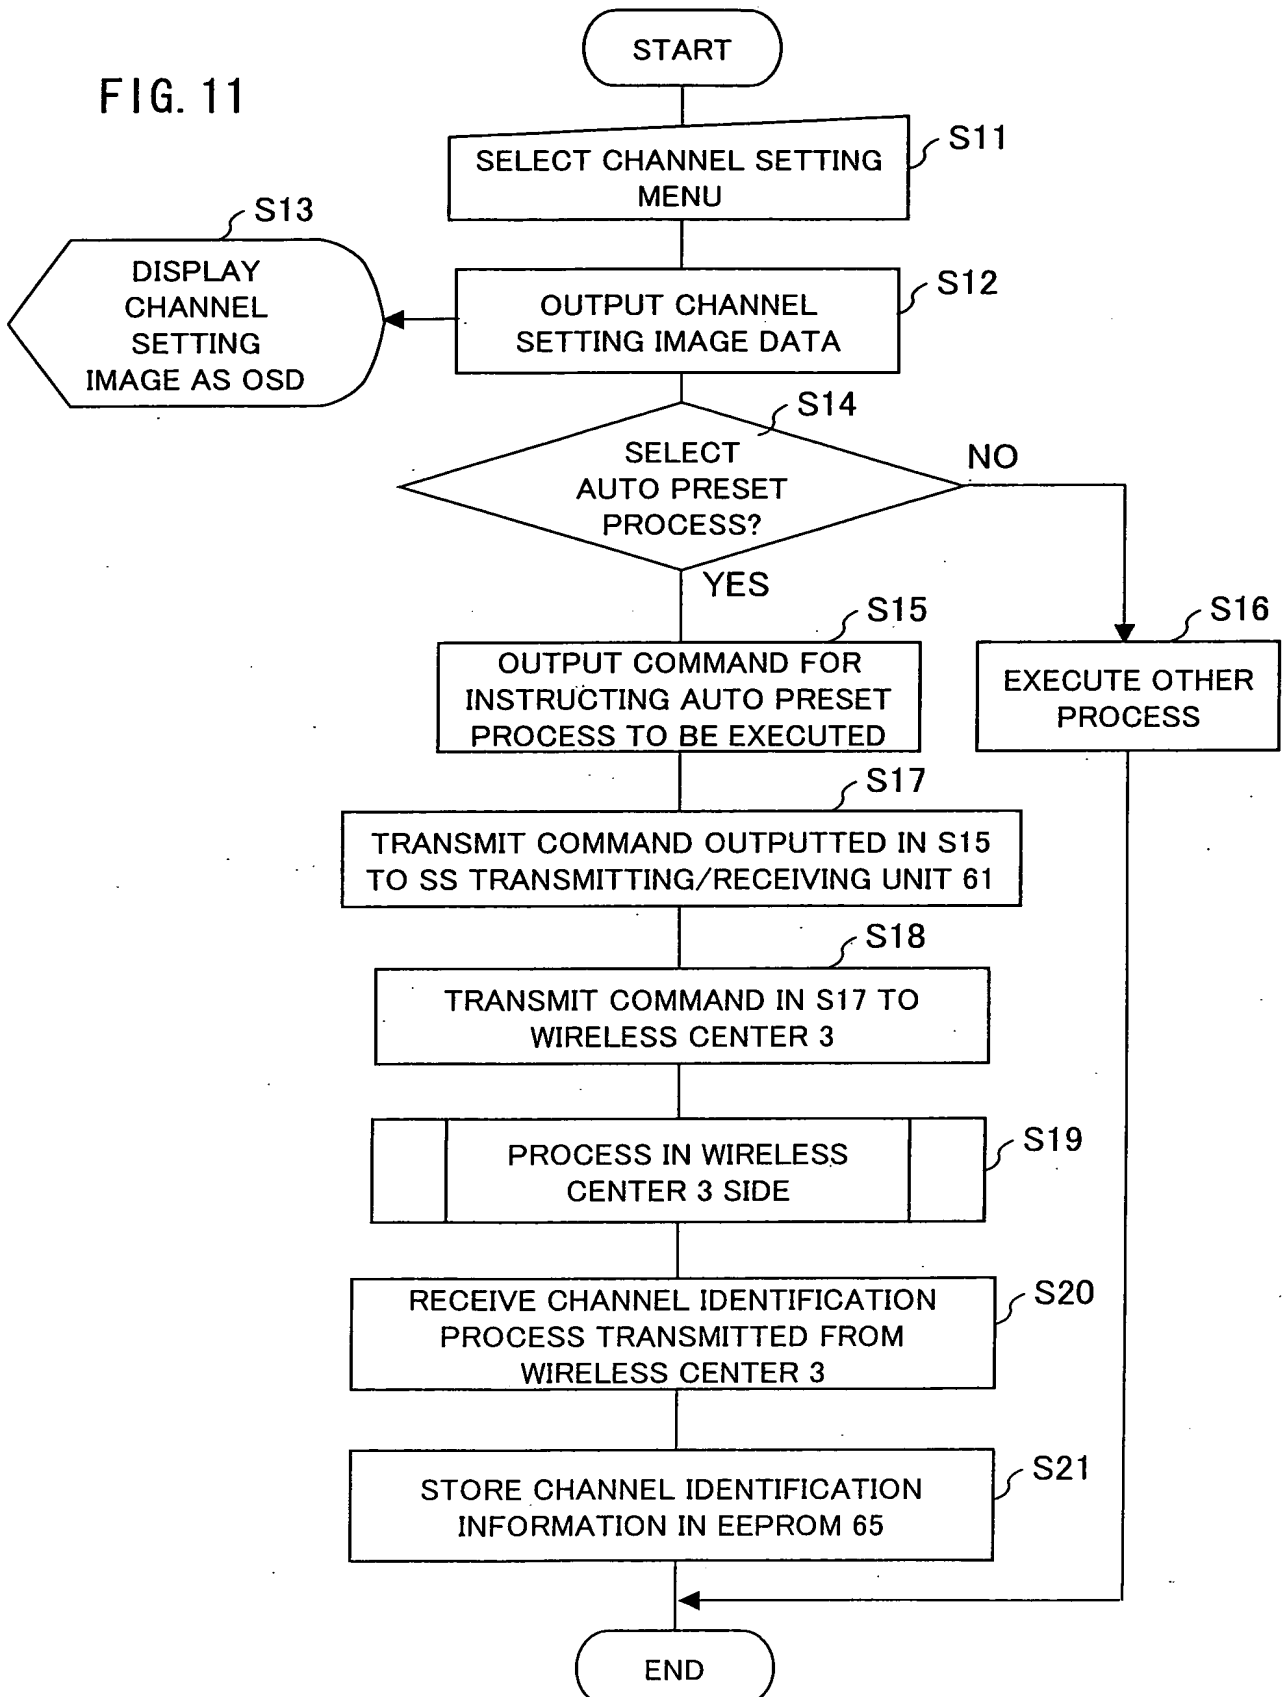 START
FIG. 11
S11
SELECT CHANNEL SETTING
MENU
S13
DISPLAY
CHANNEL
SETTING
IMAGE AS OSD
S12
OUTPUT CHANNEL
SETTING IMAGE DATA
S14
SELECT
AUTO PRESET
PROCESS?
NO
YES
S15
OUTPUT COMMAND FOR
INSTRUCTING AUTO PRESET
PROCESS TO BE EXECUTED
S16
EXECUTE OTHER
PROCESS
S17
TRANSMIT COMMAND OUTPUTTED IN S15
TO SS TRANSMITTING/RECEIVING UNIT 61
S18
TRANSMIT COMMAND IN S17 TO
WIRELESS CENTER 3
S19
PROCESS IN WIRELESS
CENTER 3 SIDE
S20
RECEIVE CHANNEL IDENTIFICATION
PROCESS TRANSMITTED FROM
WIRELESS CENTER 3
S21
STORE CHANNEL IDENTIFICATION
INFORMATION IN EEPROM 65
END